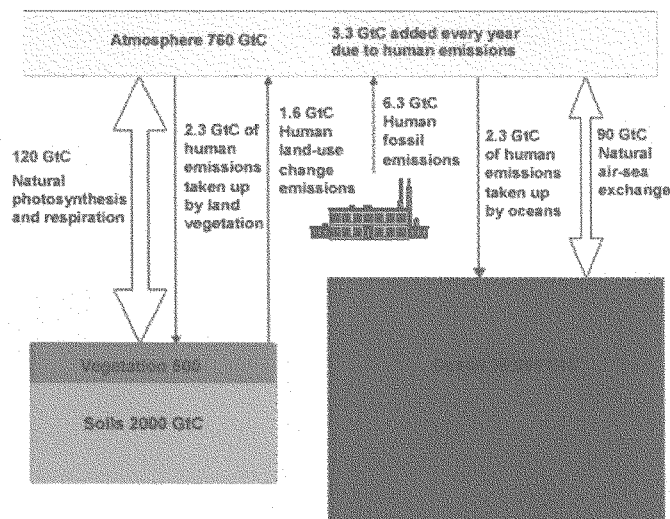 Atmosphere 760 GtC
3.3 GtC added every year
due to human emissions
120 GtC
Natural
photosynthesis
and respiration
2.3 GtC of
human
emissions
taken up
by land
vegetation
1.6 GtC
Human
land-use
change
emissions
6.3 GtC
Human
fossil
emissions
2.3 GtC
of human
emissions
taken up
by oceans
90 GtC
Natural
air-sea
exchange
Vegetation 500
Soils 2000 GtC